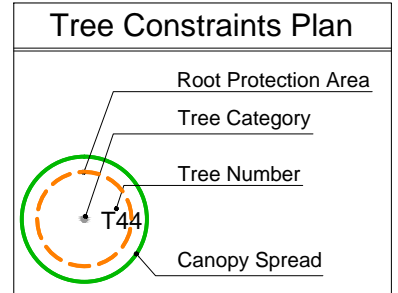 Tree Constraints Plan
Root Protection Area
Tree Category
Tree Number
T44
Canopy Spread